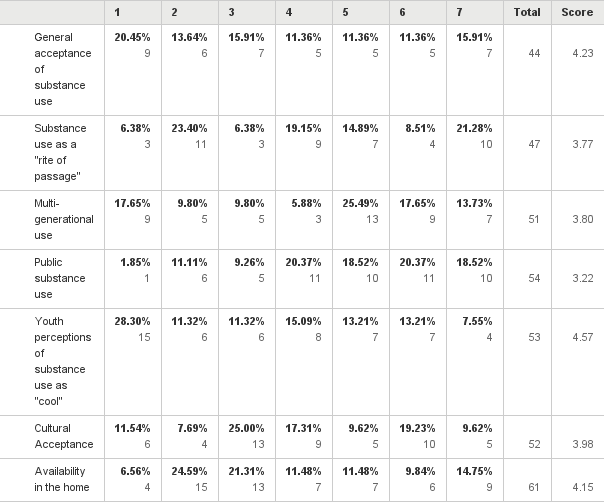 1 2 3 4 5 6 7 Total Score
General 20.45% 13.64% 15.91% 11.36% 11.36% 11.36% 15.91%
acceptance 9 6 7 5 5 5 7 44 4.23
of
substance
use
Substance 6.38% 23.40% 6.38% 19.15% 14.89% 8.51% 21.28%
use as a 3 11 3 9 7 4 10 47 3.77
"rite of
passage"
Multi- 17.65% 9.80% 9.80% 5.88% 25.49% 17.65% 13.73%
generational 9 5 5 3 13 9 7 51 3.80
use
Public 1.85% 11.11% 9.26% 20.37% 18.52% 20.37% 18.52%
substance 1 6 5 11 10 11 10 54 3.22
use
Youth 28.30% 11.32% 11.32% 15.09% 13.21% 13.21% 7.55%
perceptions 15 6 6 8 7 7 4 53 4.57
of
substance
use as
"cool"
Cultural 11.54% 7.69% 25.00% 17.31% 9.62% 19.23% 9.62%
Acceptance 6 4 13 9 5 10 5 52 3.98
Availability 6.56% 24.59% 21.31% 11.48% 11.48% 9.84% 14.75%
in the home 4 15 13 7 7 6 9 61 4.15